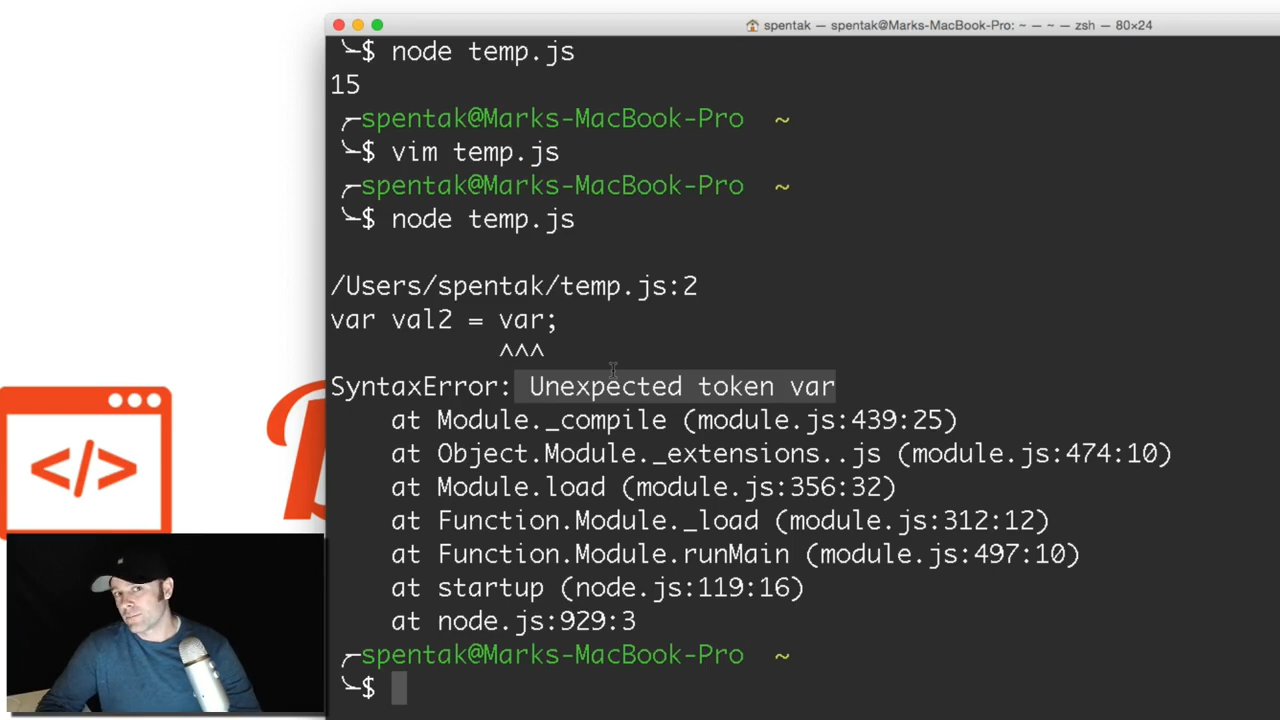 spentak — spentak@Marks-MacBook-Pro: ~ — ~ — zsh — 80×24
╰─$ node temp.js
15
╭─spentak@Marks-MacBook-Pro ~
╰─$ vim temp.js
╭─spentak@Marks-MacBook-Pro ~
╰─$ node temp.js
/Users/spentak/temp.js:2
var val2 = var;
^^^
SyntaxError: Unexpected token var
at Module._compile (module.js:439:25)
at Object.Module._extensions..js (module.js:474:10)
at Module.load (module.js:356:32)
at Function.Module._load (module.js:312:12)
at Function.Module.runMain (module.js:497:10)
at startup (node.js:119:16)
at node.js:929:3
╭─spentak@Marks-MacBook-Pro ~
╰─$